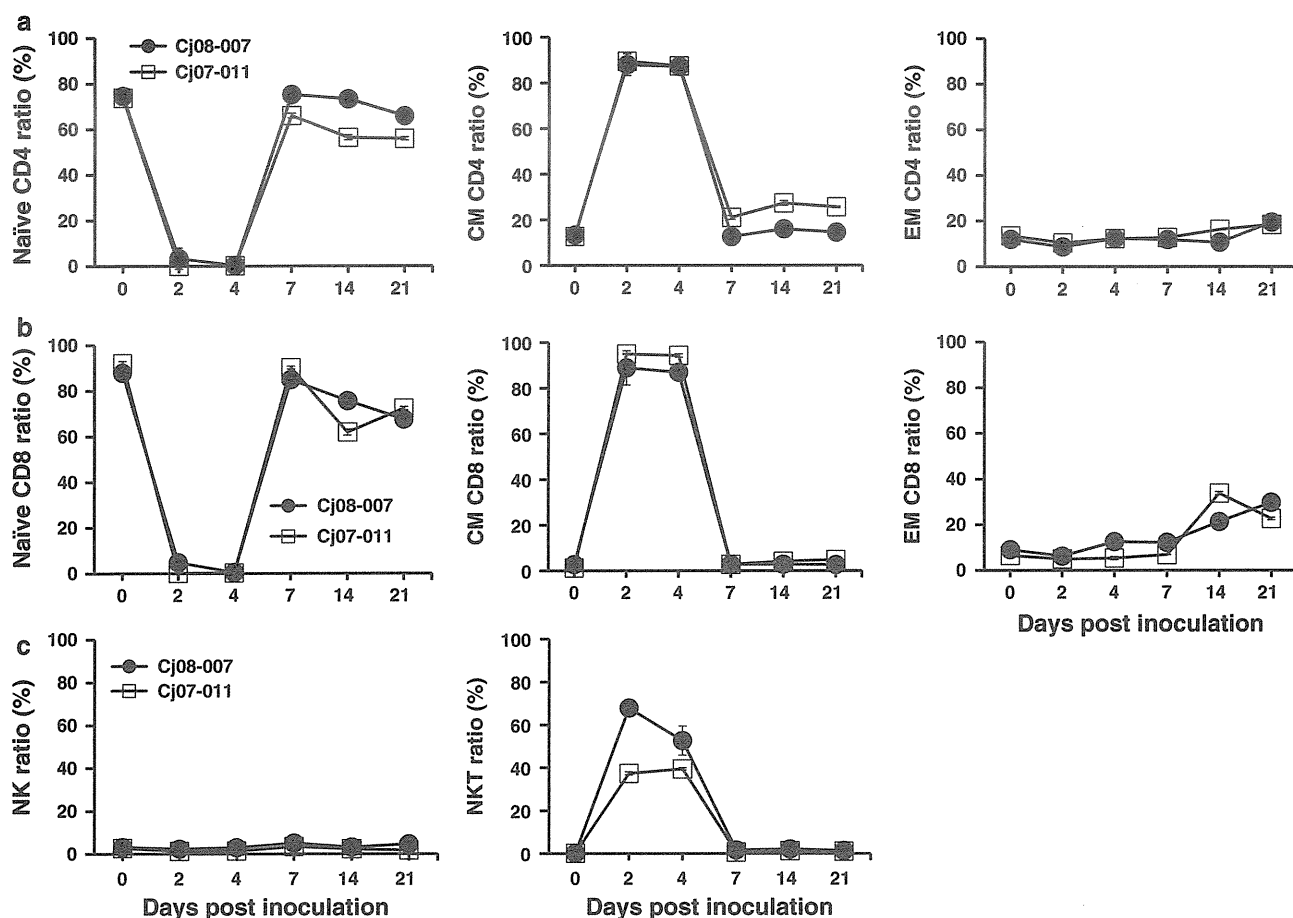 a
Naïve CD4 ratio (%)
100
80
60
40
20
0
Cj08-007
Cj07-011
0 2 4 7 14 21
CM CD4 ratio (%)
100
80
60
40
20
0
0 2 4 7 14 21
EM CD4 ratio (%)
100
80
60
40
20
0
0 2 4 7 14 21
b
Naïve CD8 ratio (%)
100
80
60
40
20
0
Cj08-007
Cj07-011
0 2 4 7 14 21
CM CD8 ratio (%)
100
80
60
40
20
0
0 2 4 7 14 21
EM CD8 ratio (%)
100
80
60
40
20
0
0 2 4 7 14 21
Days post inoculation
c
NK ratio (%)
100
80
60
40
20
0
Cj08-007
Cj07-011
0 2 4 7 14 21
Days post inoculation
NKT ratio (%)
100
80
60
40
20
0
0 2 4 7 14 21
Days post inoculation